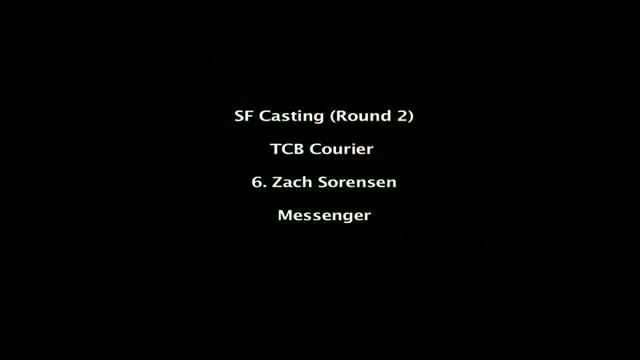 SF Casting (Round 2)
TCB Courier
6. Zach Sorensen
Messenger